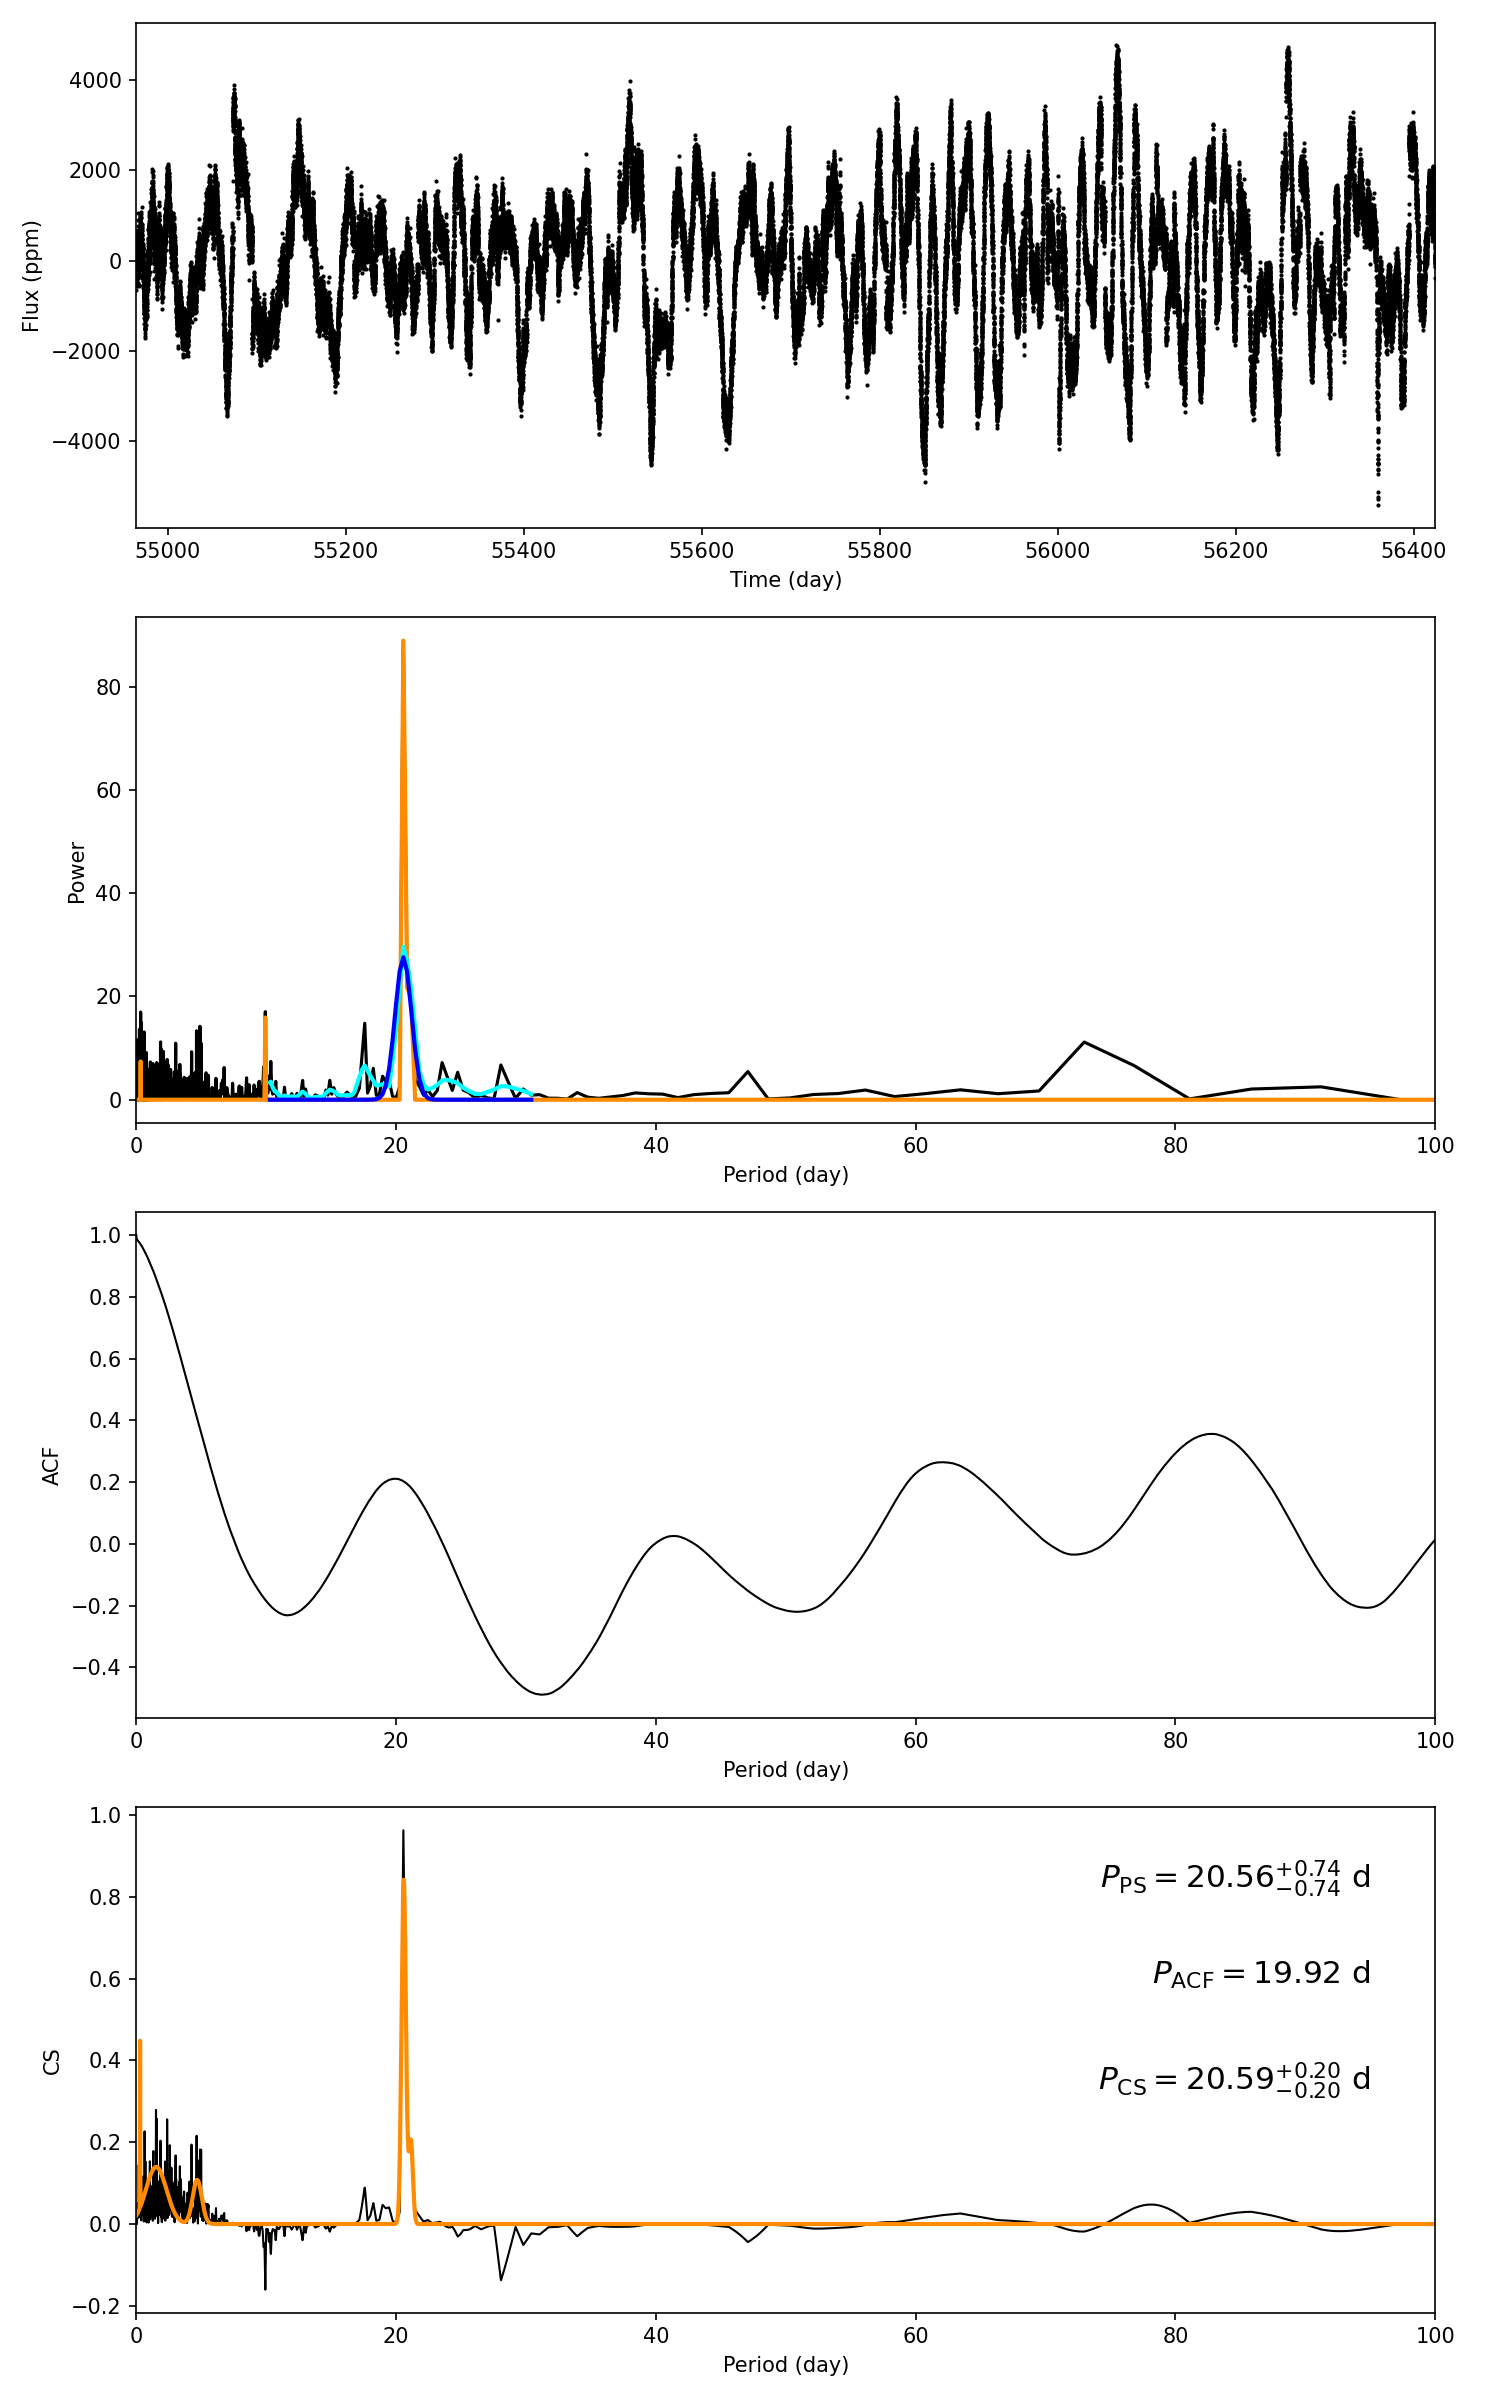 4000
2000
0
−2000
−4000
Flux (ppm)
55000 55200 55400 55600 55800 56000 56200 56400
Time (day)
80
60
40
20
0
Power
0 20 40 60 80 100
Period (day)
1.0
0.8
0.6
0.4
0.2
0.0
−0.2
−0.4
ACF
0 20 40 60 80 100
Period (day)
1.0
0.8
0.6
0.4
0.2
0.0
−0.2
CS
P_PS = 20.56^{+0.74}_{−0.74} d
P_ACF = 19.92 d
P_CS = 20.59^{+0.20}_{−0.20} d
0 20 40 60 80 100
Period (day)